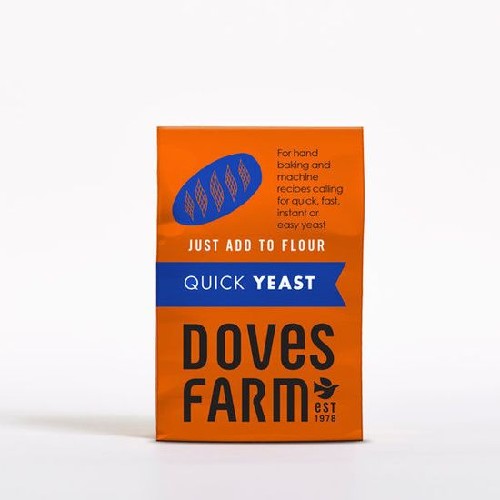 For hand
baking and
machine
recipes calling
for quick, fast,
instant or
easy yeast
JUST ADD TO FLOUR
QUICK YEAST
DOVES
FARM
EST
1978